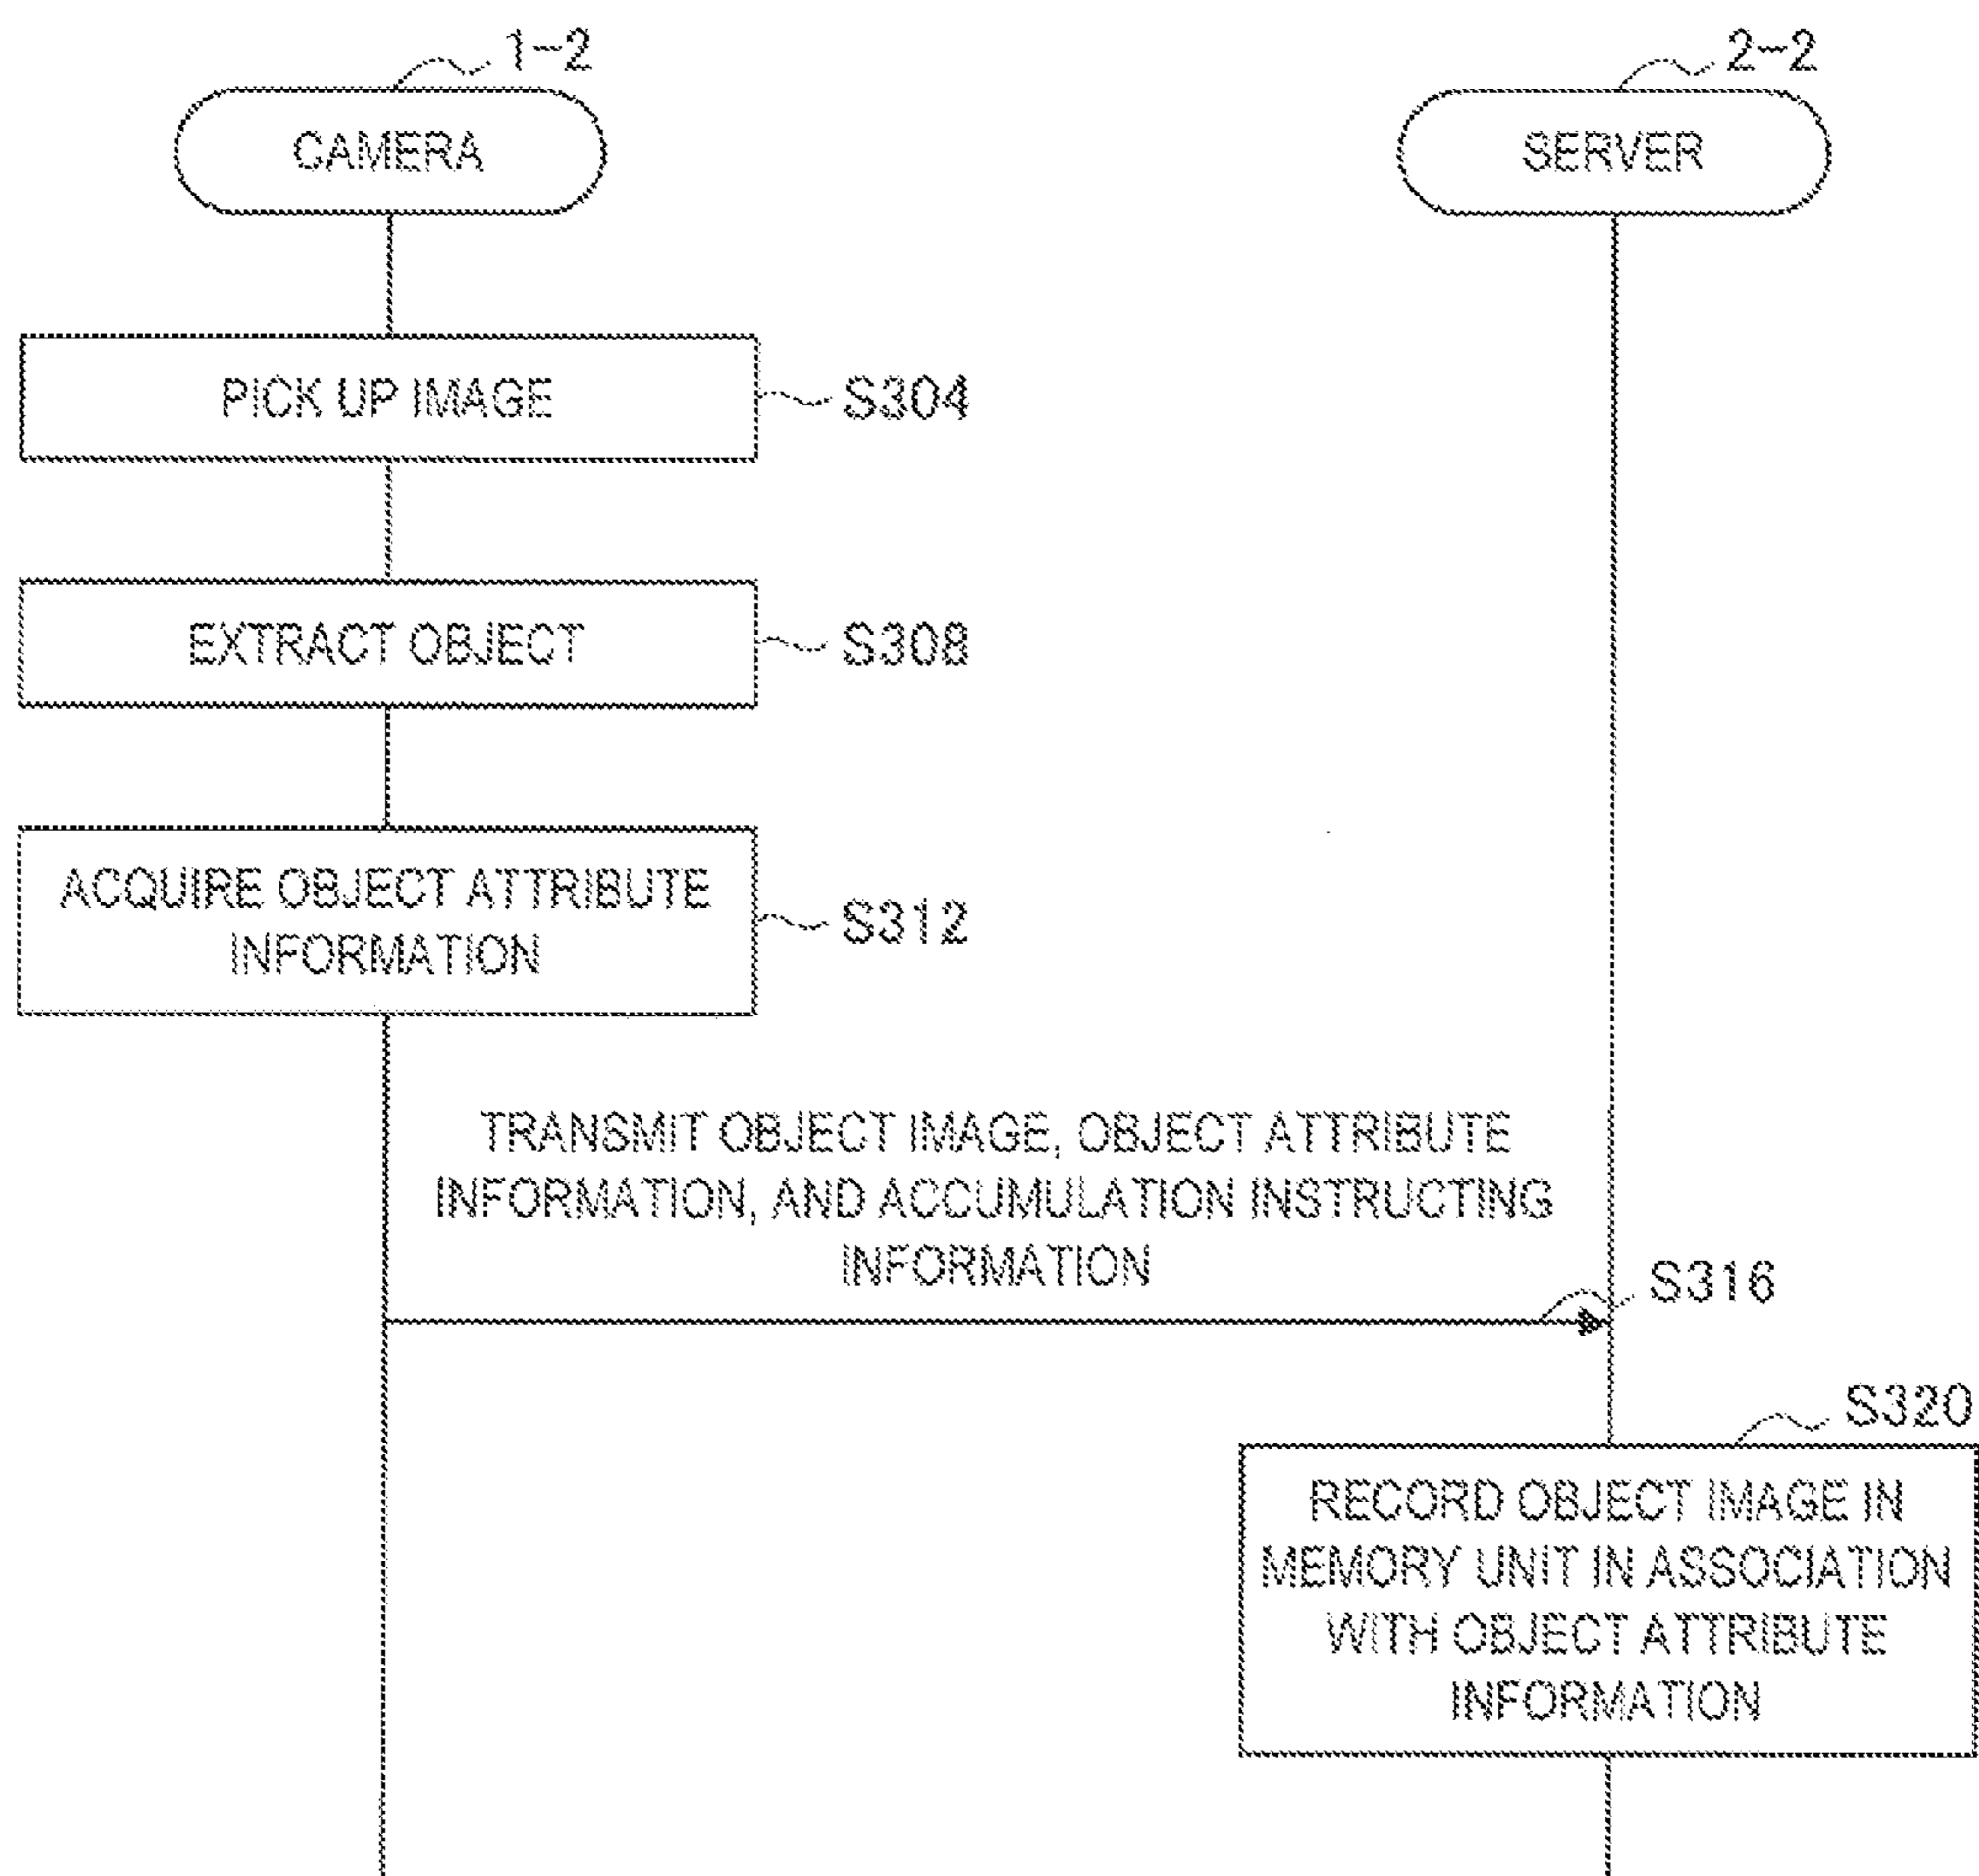 1-2
2-2
CAMERA
SERVER
PICK UP IMAGE
S304
EXTRACT OBJECT
S308
ACQUIRE OBJECT ATTRIBUTE
INFORMATION
S312
TRANSMIT OBJECT IMAGE, OBJECT ATTRIBUTE
INFORMATION, AND ACCUMULATION INSTRUCTING
INFORMATION
S316
S320
RECORD OBJECT IMAGE IN
MEMORY UNIT IN ASSOCIATION
WITH OBJECT ATTRIBUTE
INFORMATION